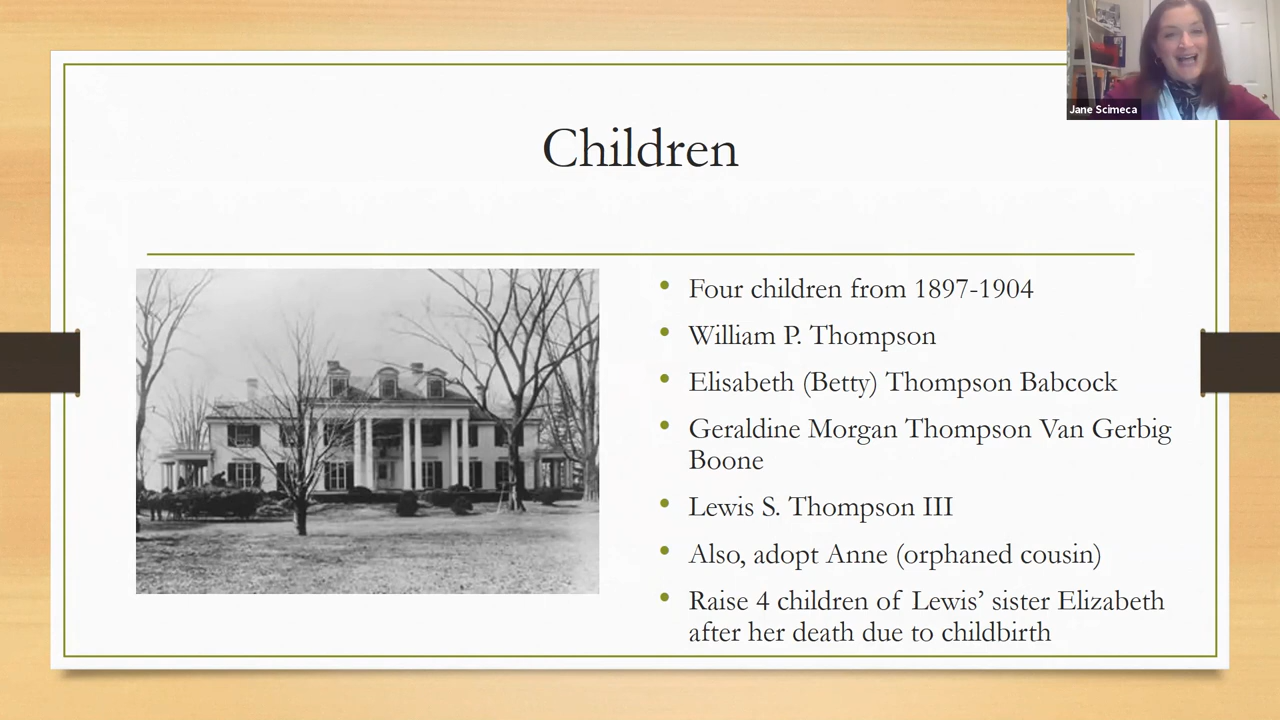 Jane Scimeca
Children
• Four children from 1897-1904
• William P. Thompson
• Elisabeth (Betty) Thompson Babcock
• Geraldine Morgan Thompson Van Gerbig
Boone
• Lewis S. Thompson III
• Also, adopt Anne (orphaned cousin)
• Raise 4 children of Lewis’ sister Elizabeth
after her death due to childbirth